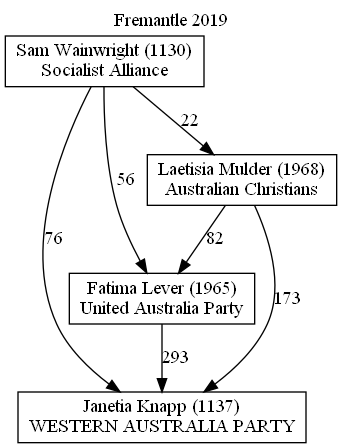 Fremantle 2019
Sam Wainwright (1130)
Socialist Alliance
22
Laetisia Mulder (1968)
Australian Christians
56
76
82
173
Fatima Lever (1965)
United Australia Party
293
Janetia Knapp (1137)
WESTERN AUSTRALIA PARTY